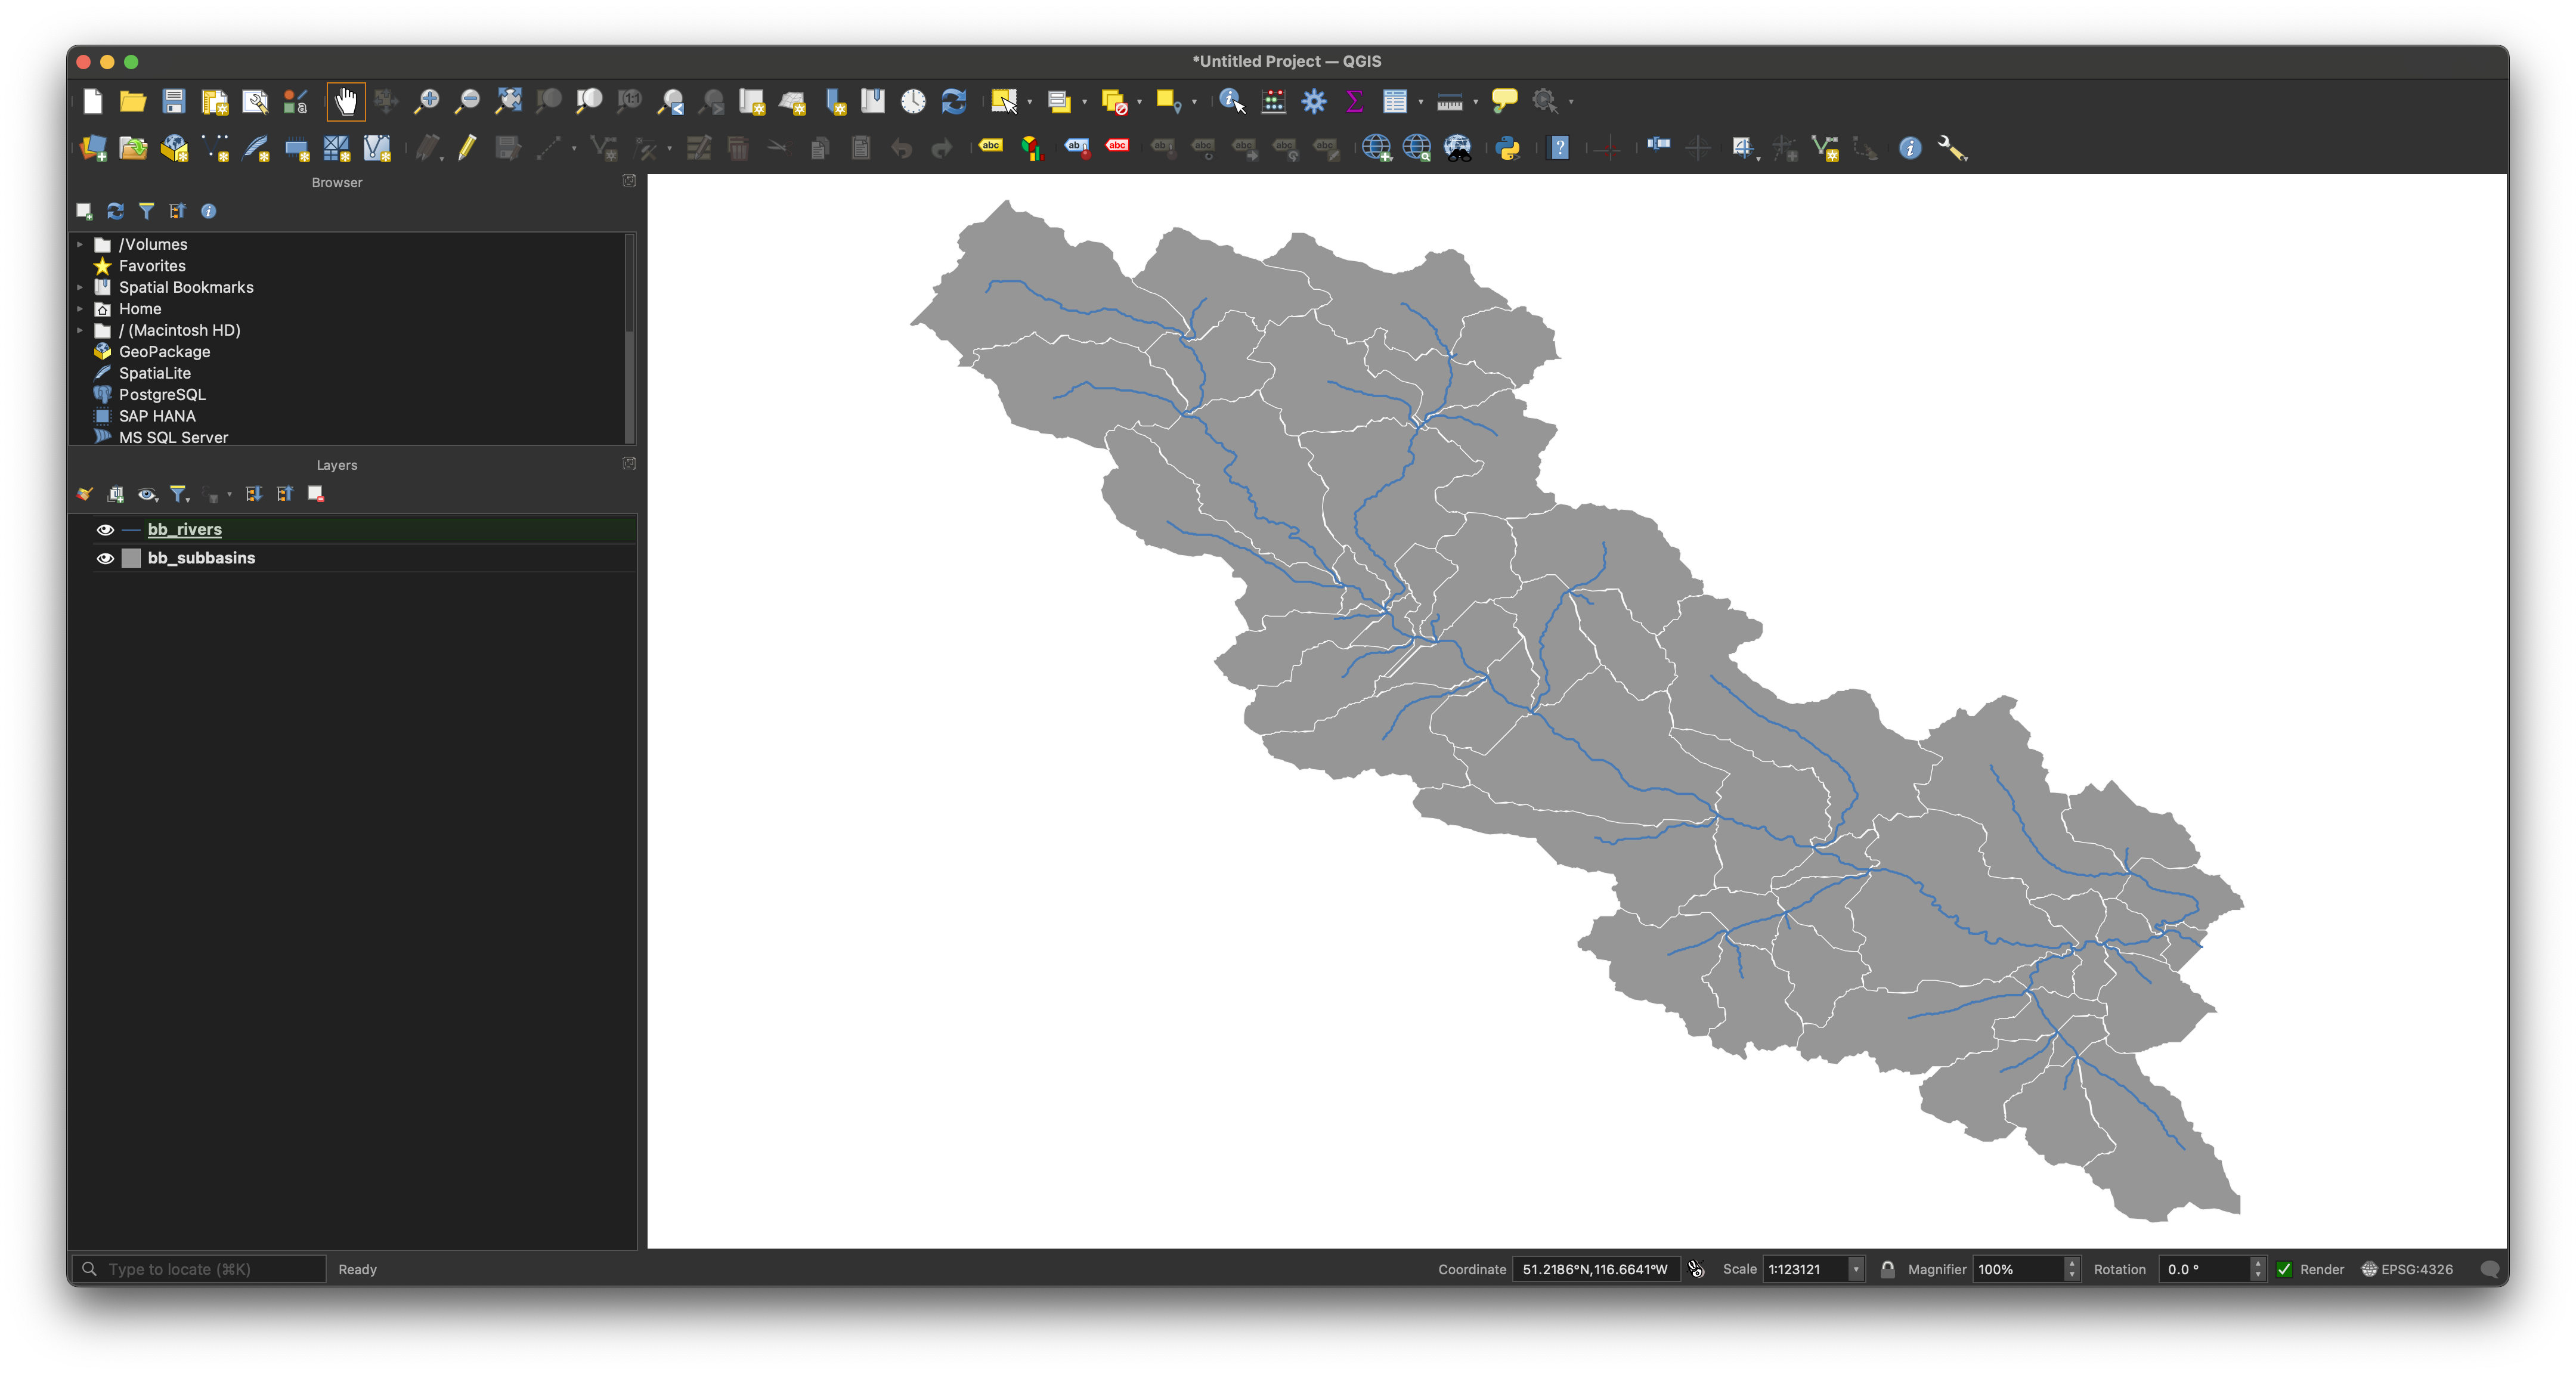 *Untitled Project — QGIS
Browser
/Volumes
Favorites
Spatial Bookmarks
Home
/ (Macintosh HD)
GeoPackage
SpatiaLite
PostgreSQL
SAP HANA
MS SQL Server
Layers
bb_rivers
bb_subbasins
Type to locate (⌘K) Ready Coordinate 51.2186°N,116.6641°W Scale 1:123121 Magnifier 100% Rotation 0.0 ° Render EPSG:4326